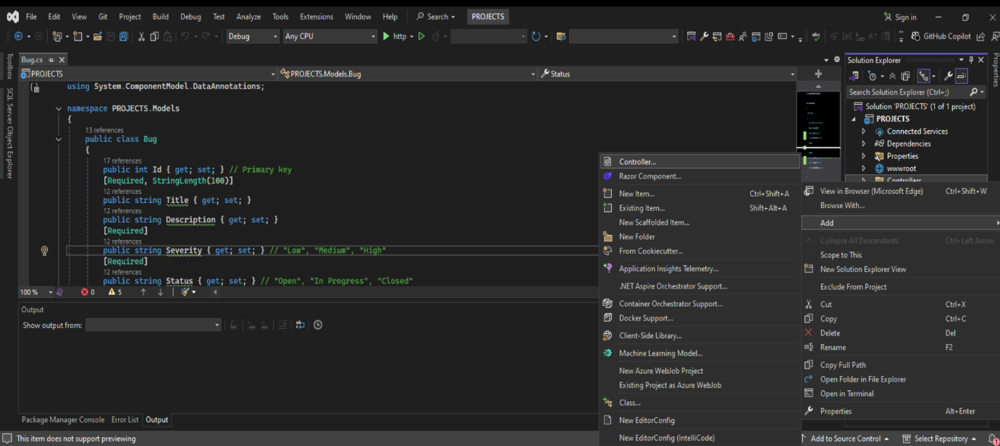 File Edit View Git Project Build Debug Test Analyze Tools Extensions Window Help Search PROJECTS Sign in
Debug Any CPU http GitHub Copilot
Toolbox
SQL Server Object Explorer
Bug.cs
PROJECTS PROJECTS.Models.Bug Status
using System.ComponentModel.DataAnnotations;
namespace PROJECTS.Models
{
13 references
public class Bug
{
17 references
public int Id { get; set; } // Primary key
[Required, StringLength(100)]
12 references
public string Title { get; set; }
12 references
public string Description { get; set; }
[Required]
12 references
public string Severity { get; set; } // "Low", "Medium", "High"
[Required]
12 references
public string Status { get; set; } // "Open", "In Progress", "Closed"
100 % 0 5
Output
Show output from:
Package Manager Console Error List Output
This item does not support previewing
Controller...
Razor Component...
New Item... Ctrl+Shift+A
Existing Item... Shift+Alt+A
New Scaffolded Item...
New Folder
From Cookiecutter...
Application Insights Telemetry...
.NET Aspire Orchestrator Support...
Container Orchestrator Support...
Docker Support...
Client-Side Library...
Machine Learning Model...
New Azure WebJob Project
Existing Project as Azure WebJob
Class...
New EditorConfig
New EditorConfig (IntelliCode)
Solution Explorer
Search Solution Explorer (Ctrl+;)
Solution 'PROJECTS' (1 of 1 project)
PROJECTS
Connected Services
Dependencies
Properties
wwwroot
Controllers
View in Browser (Microsoft Edge) Ctrl+Shift+W
Browse With...
Add
Collapse All Descendants Ctrl+Left Arrow
Scope to This
New Solution Explorer View
Exclude From Project
Cut Ctrl+X
Copy Ctrl+C
Delete Del
Rename F2
Copy Full Path
Open Folder in File Explorer
Open in Terminal
Properties Alt+Enter
Add to Source Control Select Repository 1
Properties